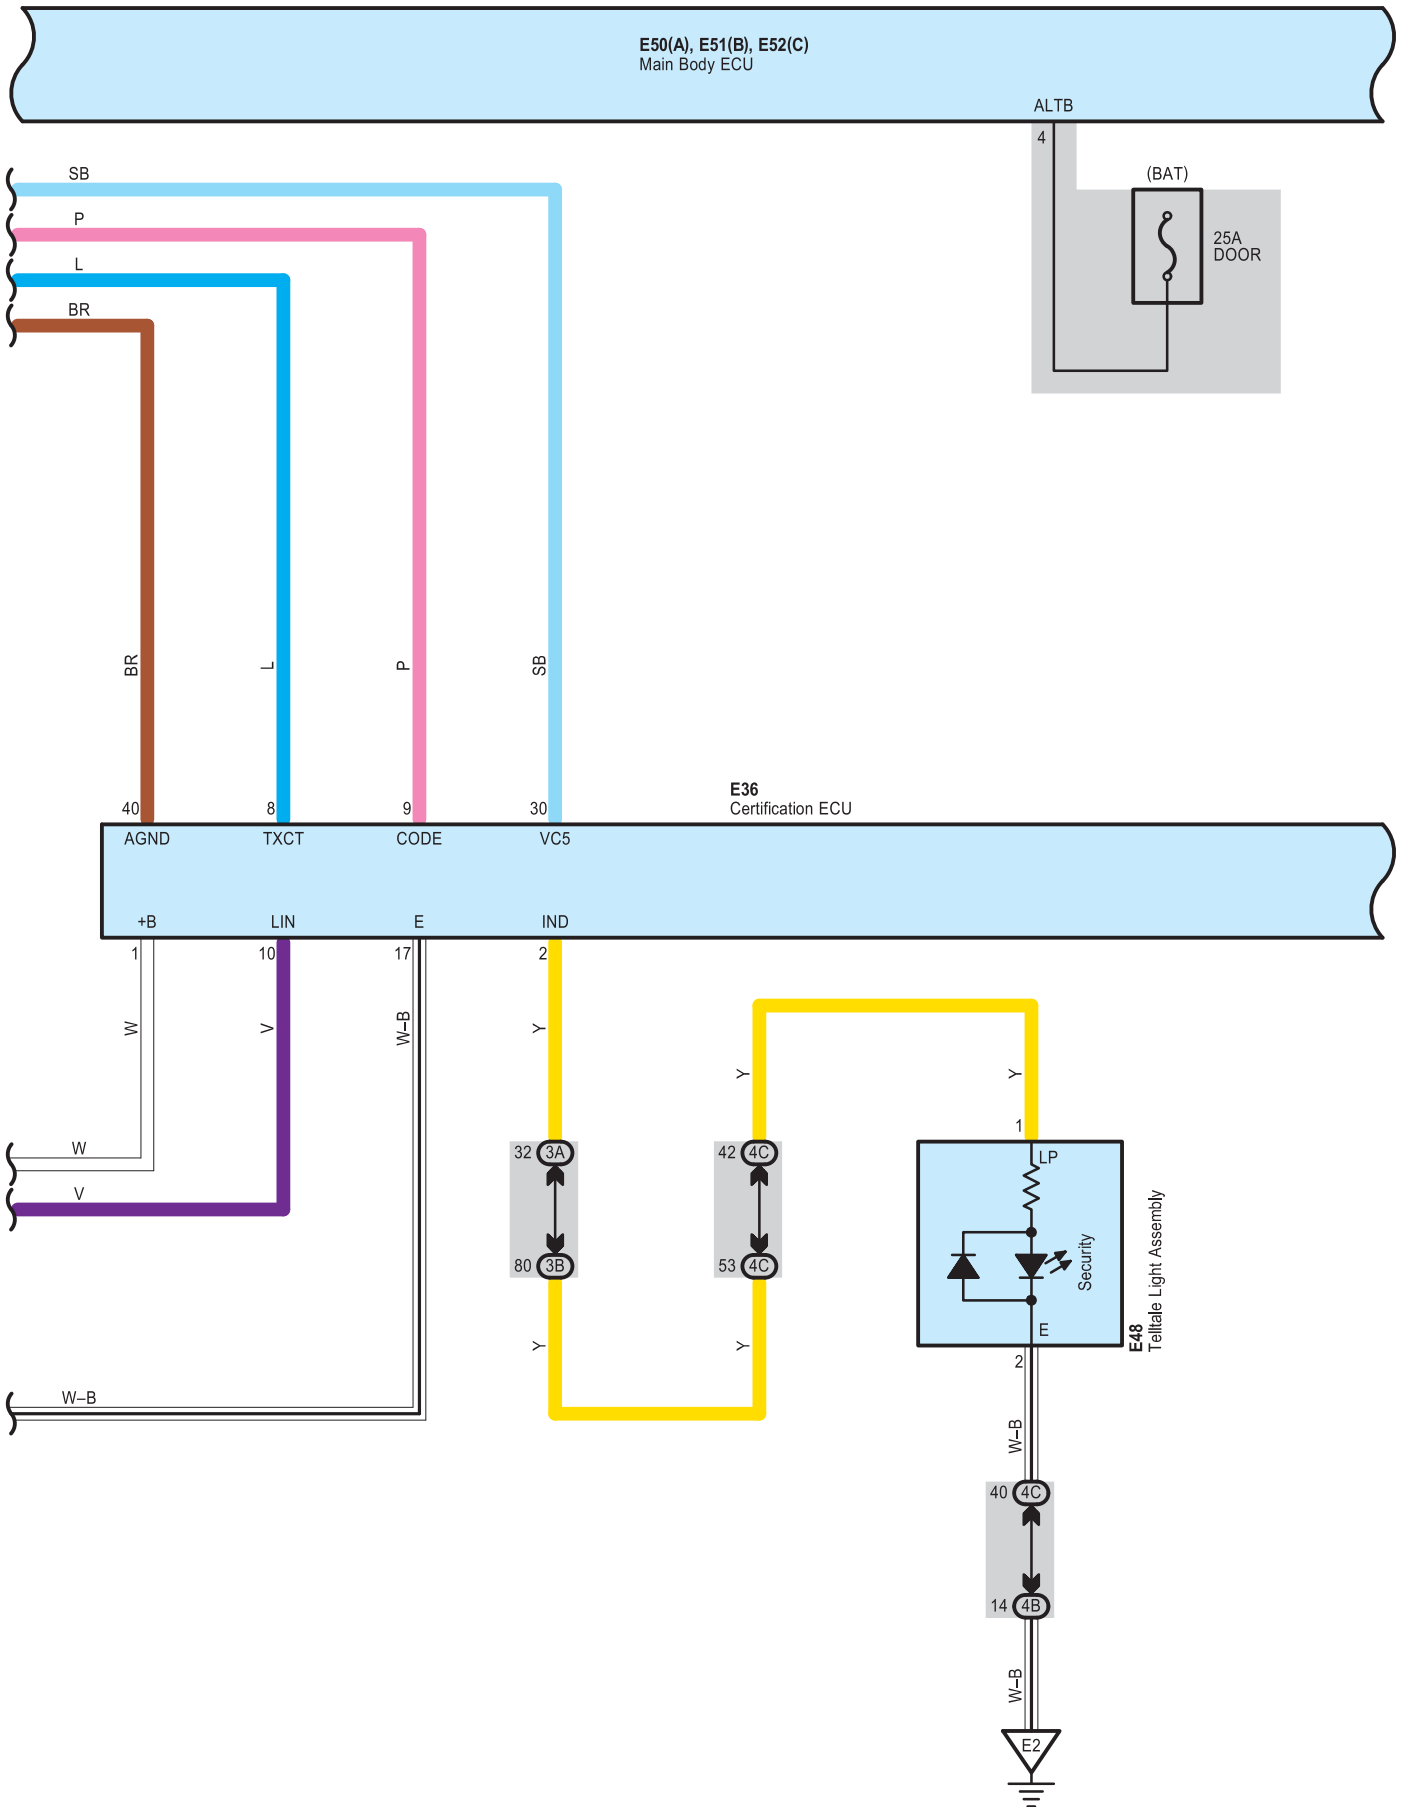 E50(A), E51(B), E52(C)
Main Body ECU
ALTB
4
(BAT)
25A
DOOR
SB
P
L
BR
BR
L
P
SB
E36
Certification ECU
40
8
9
30
AGND
TXCT
CODE
VC5
+B
LIN
E
IND
1
10
17
2
W
V
W–B
Y
Y
Y
1
W
V
32
3A
42
4C
LP
Security
Telltale Light Assembly
E48
80
3B
53
4C
E
2
Y
Y
W–B
W–B
40
4C
14
4B
W–B
E2